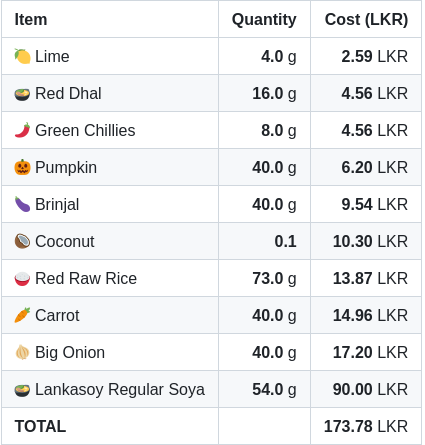 Item Quantity Cost (LKR)
Lime 4.0 g 2.59 LKR
Red Dhal 16.0 g 4.56 LKR
Green Chillies 8.0 g 4.56 LKR
Pumpkin 40.0 g 6.20 LKR
Brinjal 40.0 g 9.54 LKR
Coconut 0.1 10.30 LKR
Red Raw Rice 73.0 g 13.87 LKR
Carrot 40.0 g 14.96 LKR
Big Onion 40.0 g 17.20 LKR
Lankasoy Regular Soya 54.0 g 90.00 LKR
TOTAL 173.78 LKR